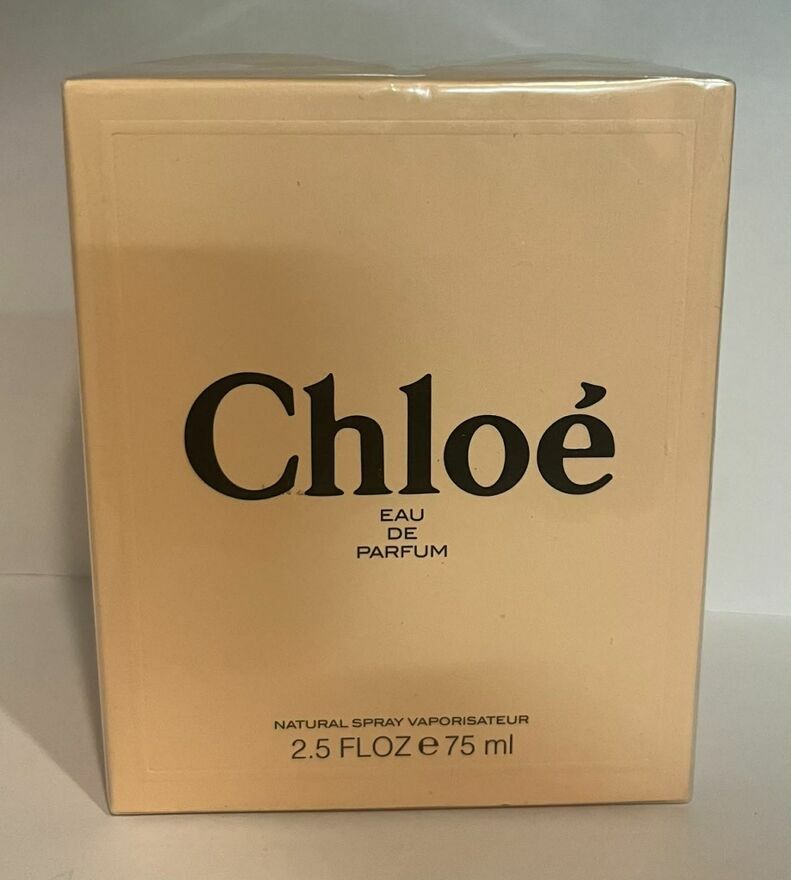 Chloé
EAU
DE
PARFUM
NATURAL SPRAY VAPORISATEUR
2.5 FLOZ e 75 ml